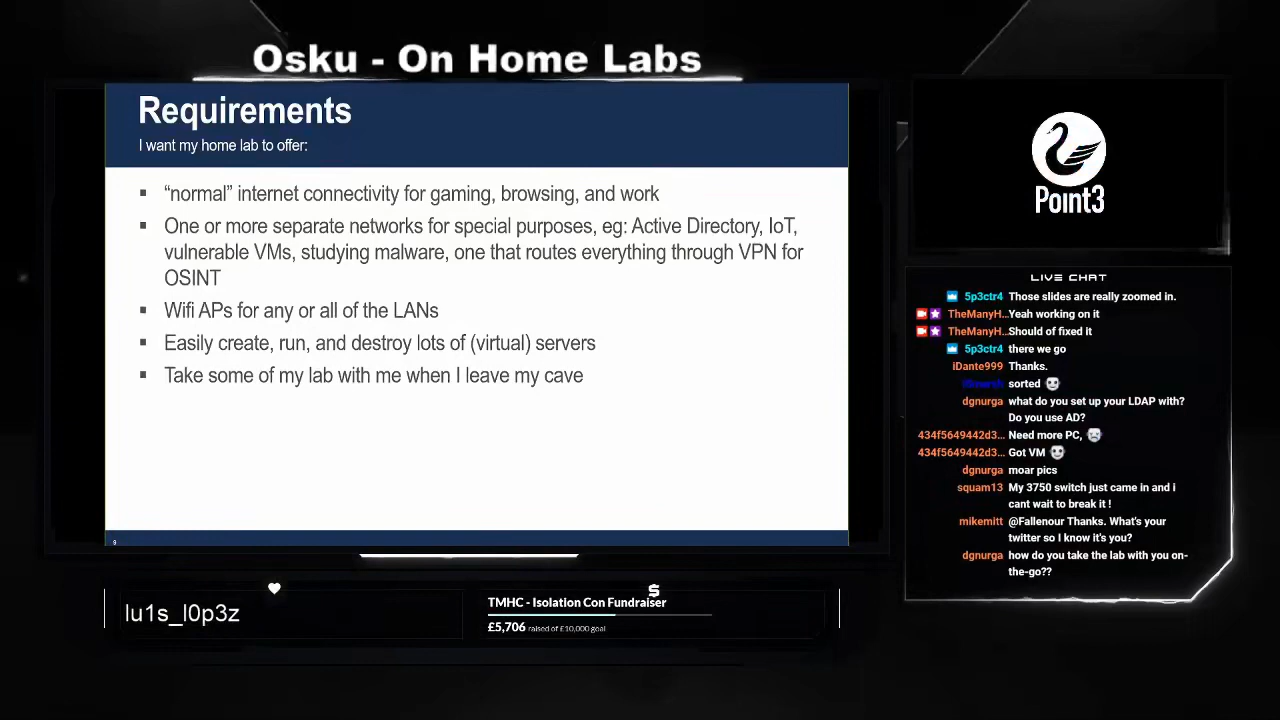 Osku - On Home Labs
Requirements
I want my home lab to offer:
▪ “normal” internet connectivity for gaming, browsing, and work
▪ One or more separate networks for special purposes, eg: Active Directory, IoT,
vulnerable VMs, studying malware, one that routes everything through VPN for
OSINT
▪ Wifi APs for any or all of the LANs
▪ Easily create, run, and destroy lots of (virtual) servers
▪ Take some of my lab with me when I leave my cave
9
Point3
LIVE CHAT
5p3ctr4 Those slides are really zoomed in.
TheManyH... Yeah working on it
TheManyH... Should of fixed it
5p3ctr4 there we go
iDante999 Thanks.
sorted
dgnurga what do you set up your LDAP with?
Do you use AD?
434f5649442d3... Need more PC,
434f5649442d3... Got VM
dgnurga moar pics
squam13 My 3750 switch just came in and i
cant wait to break it !
mikemitt @Fallenour Thanks. What's your
twitter so I know it's you?
dgnurga how do you take the lab with you on-
the-go??
lu1s_l0p3z
TMHC - Isolation Con Fundraiser
£5,706 raised of £10,000 goal